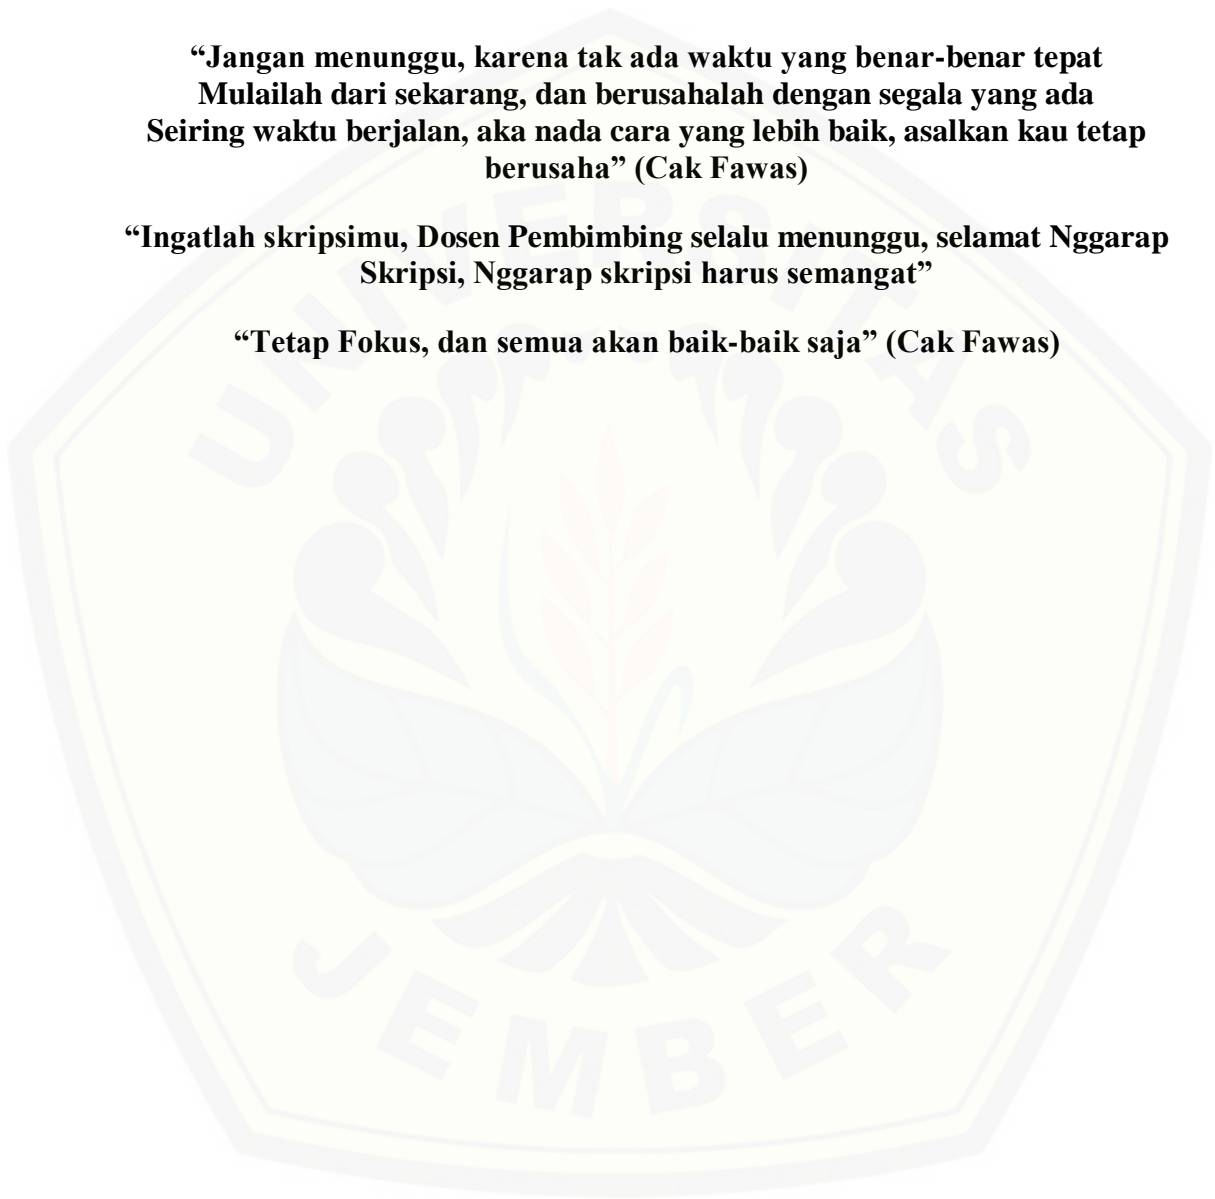 “Jangan menunggu, karena tak ada waktu yang benar-benar tepat
Mulailah dari sekarang, dan berusahalah dengan segala yang ada
Seiring waktu berjalan, aka nada cara yang lebih baik, asalkan kau tetap
berusaha” (Cak Fawas)
“Ingatlah skripsimu, Dosen Pembimbing selalu menunggu, selamat Nggarap
Skripsi, Nggarap skripsi harus semangat”
“Tetap Fokus, dan semua akan baik-baik saja” (Cak Fawas)
UNIVERSITAS
JEMBER